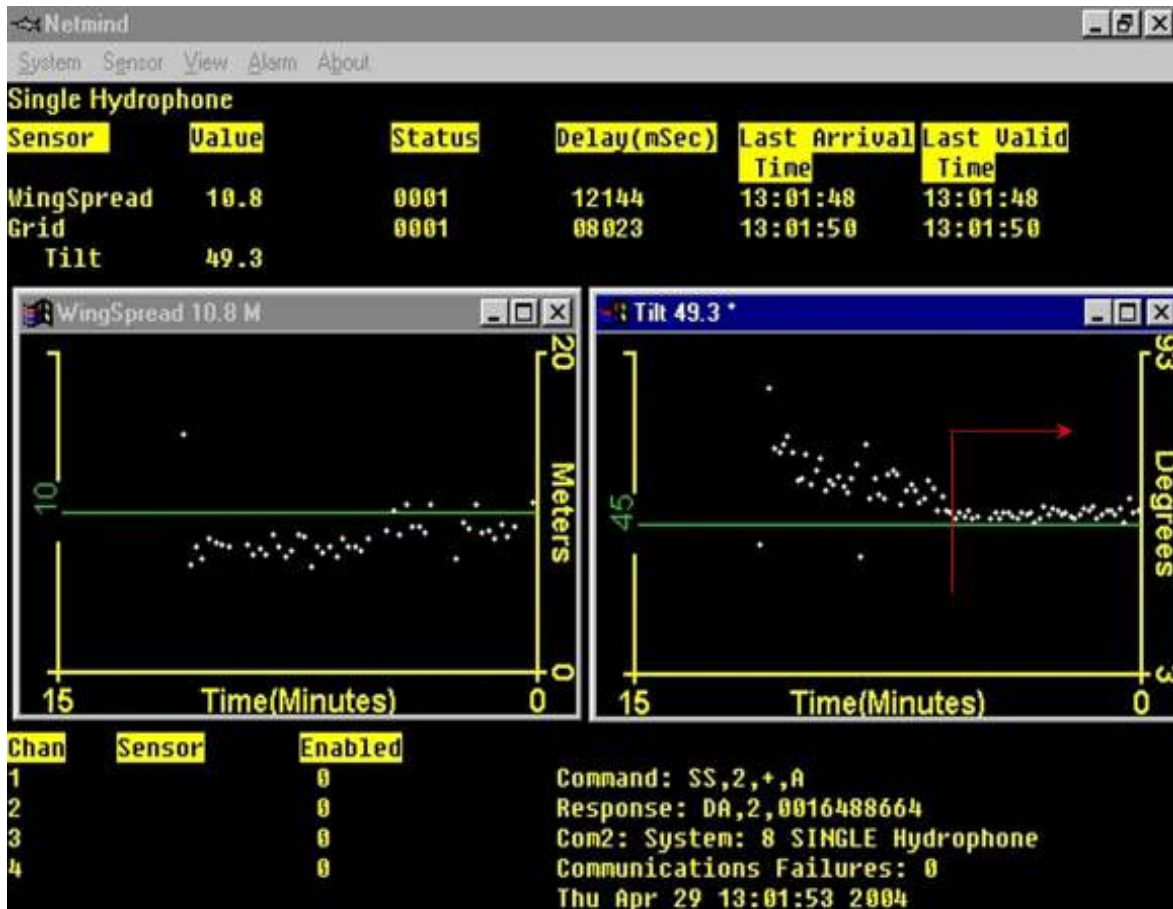 Netmind
System Sensor View Alarm About
Single Hydrophone
Sensor Value Status Delay(mSec) Last Arrival Time Last Valid Time
WingSpread 10.8 0001 12144 13:01:48 13:01:48
Grid 0001 08023 13:01:50 13:01:50
Tilt 49.3
WingSpread 10.8 M
20
10
Meters
0
15 Time(Minutes) 0
Tilt 49.3 *
93
45
Degrees
3
15 Time(Minutes) 0
Chan Sensor Enabled
1 0
2 0
3 0
4 0
Command: SS,2,+,A
Response: DA,2,0016488664
Com2: System: 8 SINGLE Hydrophone
Communications Failures: 0
Thu Apr 29 13:01:53 2004